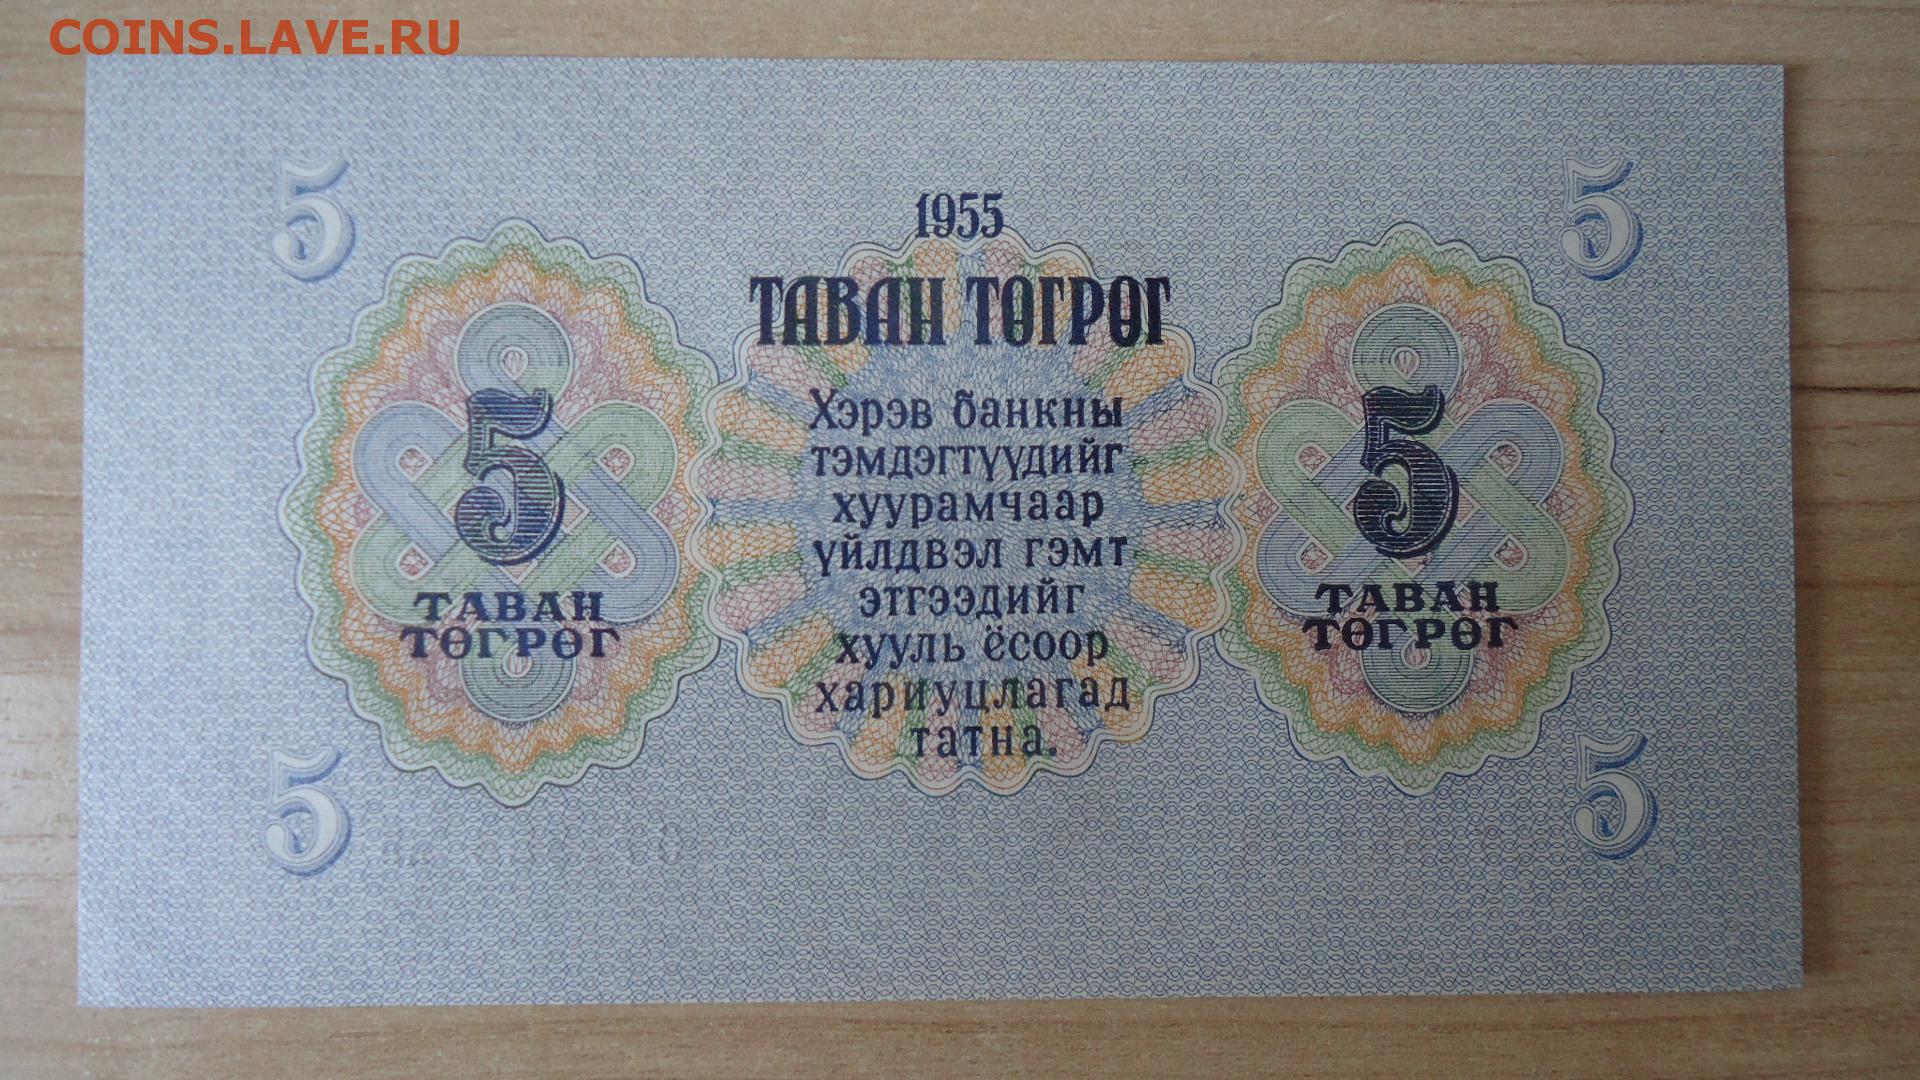 COINS.LAVE.RU
5
5
1955
ТАВАН ТӨГРӨГ
Хэрэв банкны
тэмдэгтүүдийг
хуурамчаар
үйлдвэл гэмт
этгээдийг
хууль ёсоор
хариуцлагад
татна.
5
ТАВАН
ТӨГРӨГ
5
ТАВАН
ТӨГРӨГ
5
5